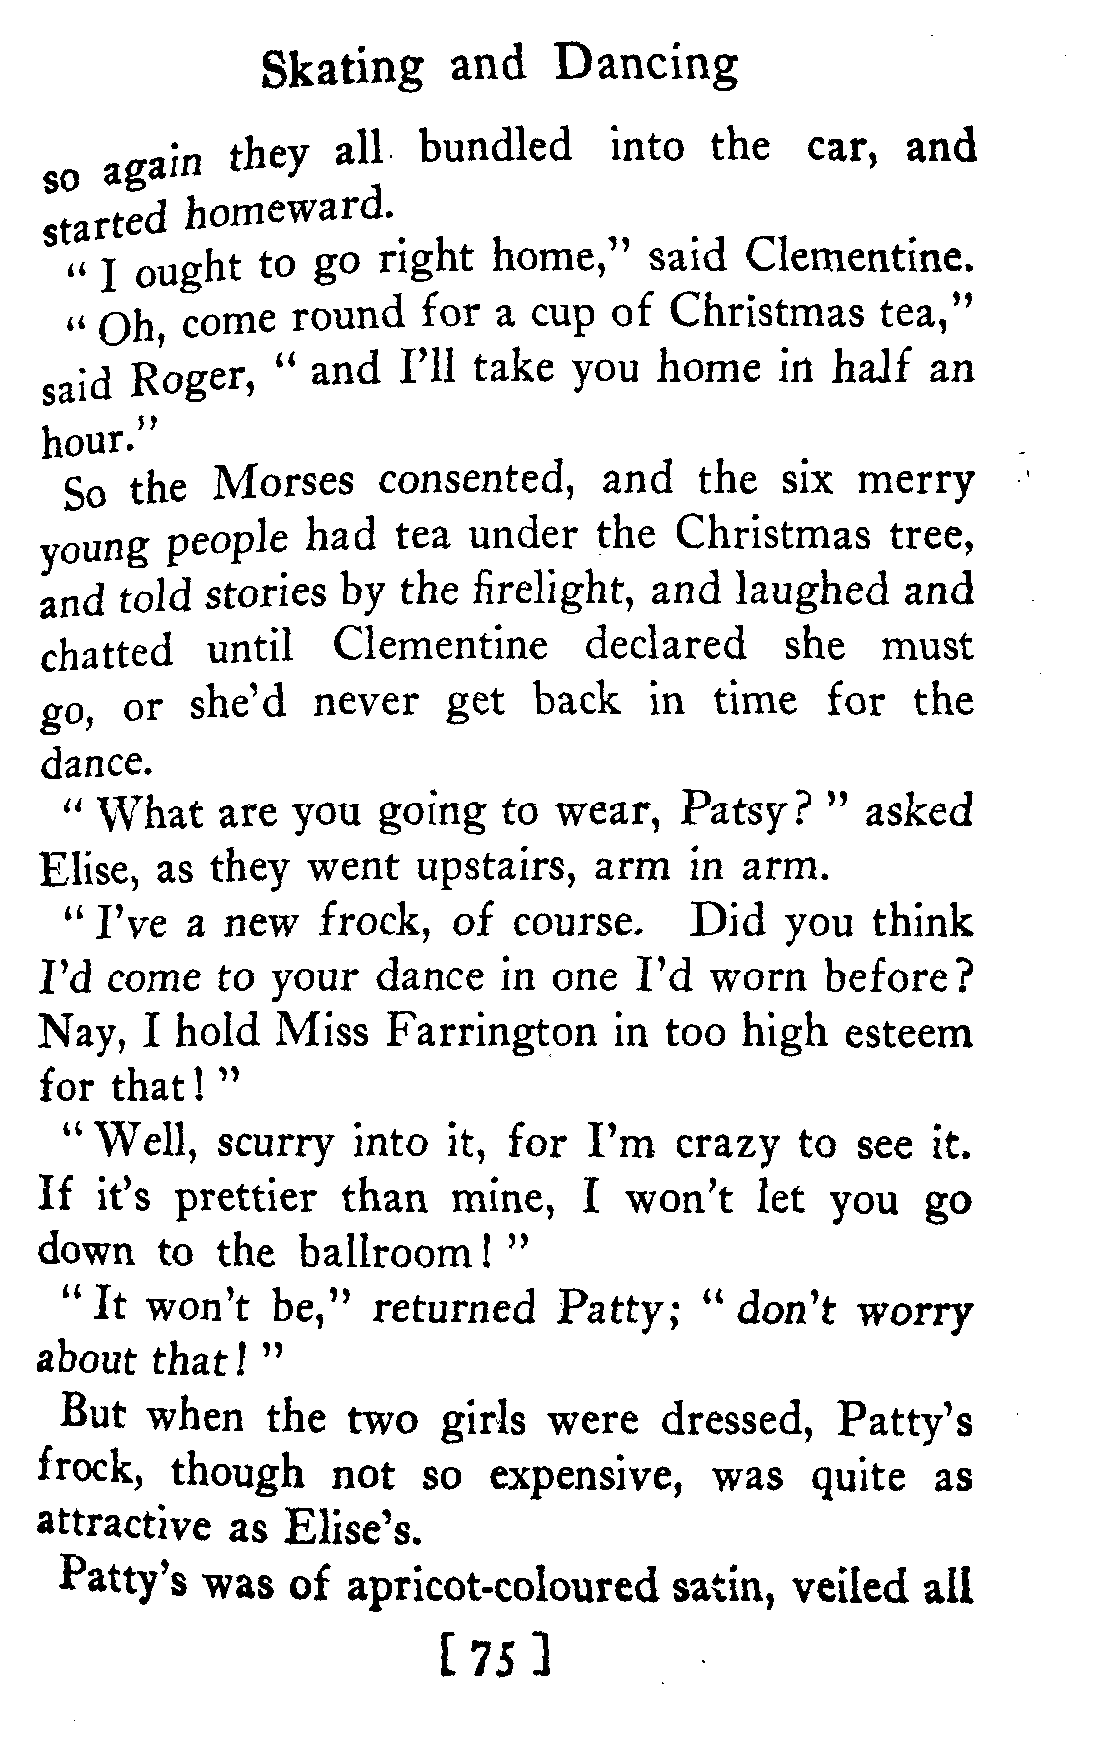 Skating and Dancing
so again they all bundled into the car, and
started homeward.
" I ought to go right home," said Clementine.
" Oh, come round for a cup of Christmas tea,"
said Roger, " and I'll take you home in half an
hour."
So the Morses consented, and the six merry
young people had tea under the Christmas tree,
and told stories by the firelight, and laughed and
chatted until Clementine declared she must
go, or she'd never get back in time for the
dance.
" What are you going to wear, Patsy? " asked
Elise, as they went upstairs, arm in arm.
" I've a new frock, of course. Did you think
I'd come to your dance in one I'd worn before?
Nay, I hold Miss Farrington in too high esteem
for that! "
" Well, scurry into it, for I'm crazy to see it.
If it's prettier than mine, I won't let you go
down to the ballroom! "
" It won't be," returned Patty; " don't worry
about that! "
But when the two girls were dressed, Patty's
frock, though not so expensive, was quite as
attractive as Elise's.
Patty's was of apricot-coloured satin, veiled all
[ 75 ]